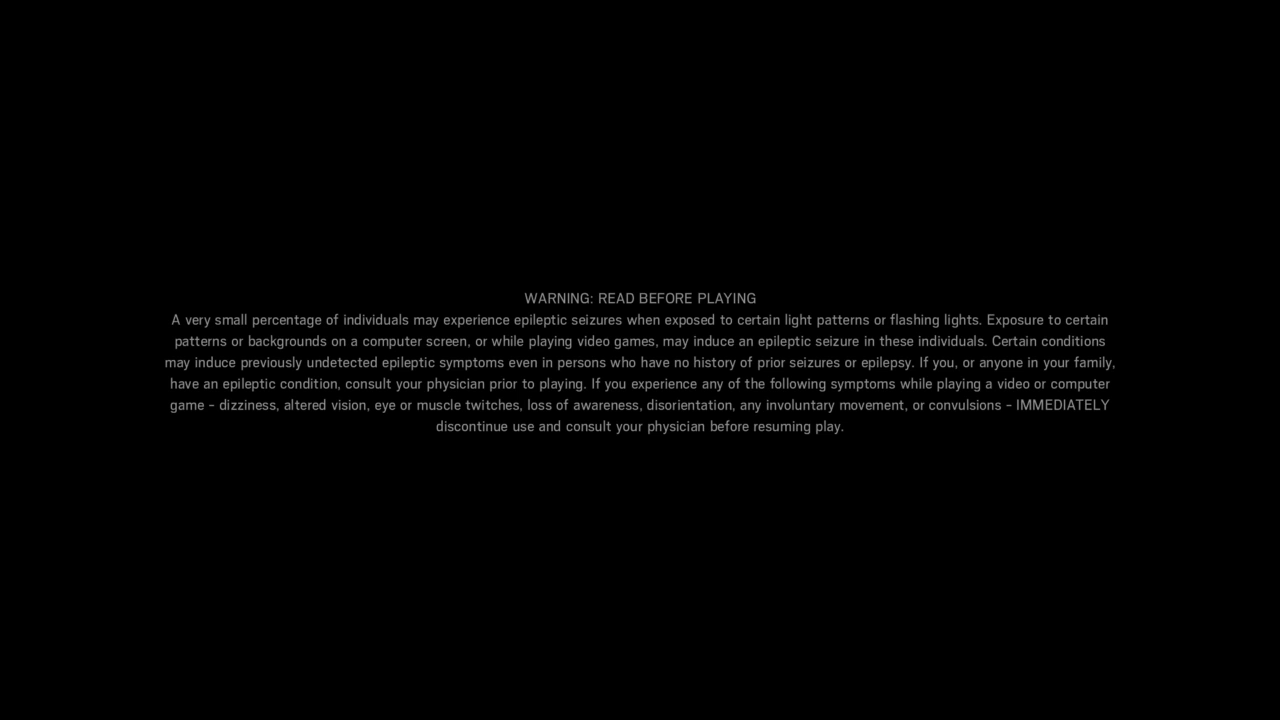 WARNING: READ BEFORE PLAYING
A very small percentage of individuals may experience epileptic seizures when exposed to certain light patterns or flashing lights. Exposure to certain
patterns or backgrounds on a computer screen, or while playing video games, may induce an epileptic seizure in these individuals. Certain conditions
may induce previously undetected epileptic symptoms even in persons who have no history of prior seizures or epilepsy. If you, or anyone in your family,
have an epileptic condition, consult your physician prior to playing. If you experience any of the following symptoms while playing a video or computer
game - dizziness, altered vision, eye or muscle twitches, loss of awareness, disorientation, any involuntary movement, or convulsions - IMMEDIATELY
discontinue use and consult your physician before resuming play.